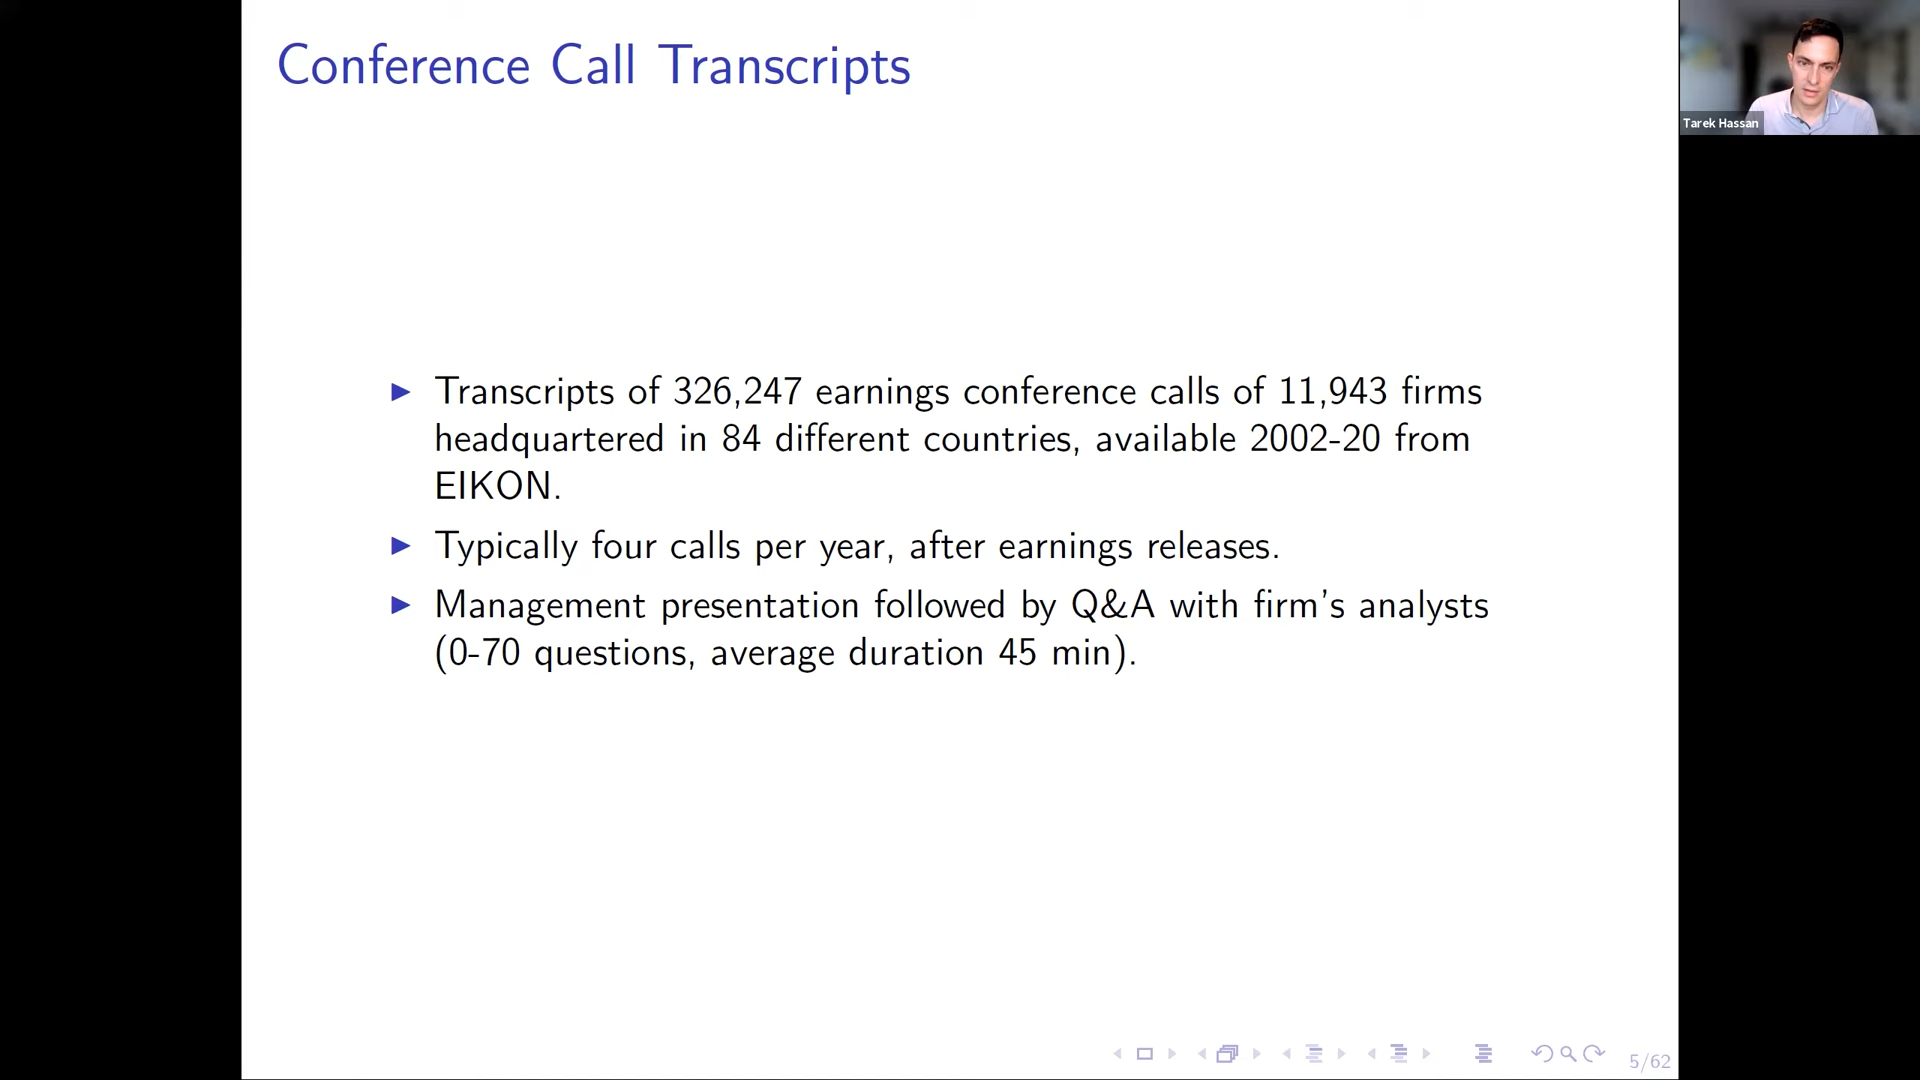 Conference Call Transcripts
Tarek Hassan
Transcripts of 326,247 earnings conference calls of 11,943 firms
headquartered in 84 different countries, available 2002-20 from
EIKON.
Typically four calls per year, after earnings releases.
Management presentation followed by Q&A with firm's analysts
(0-70 questions, average duration 45 min).
5/62